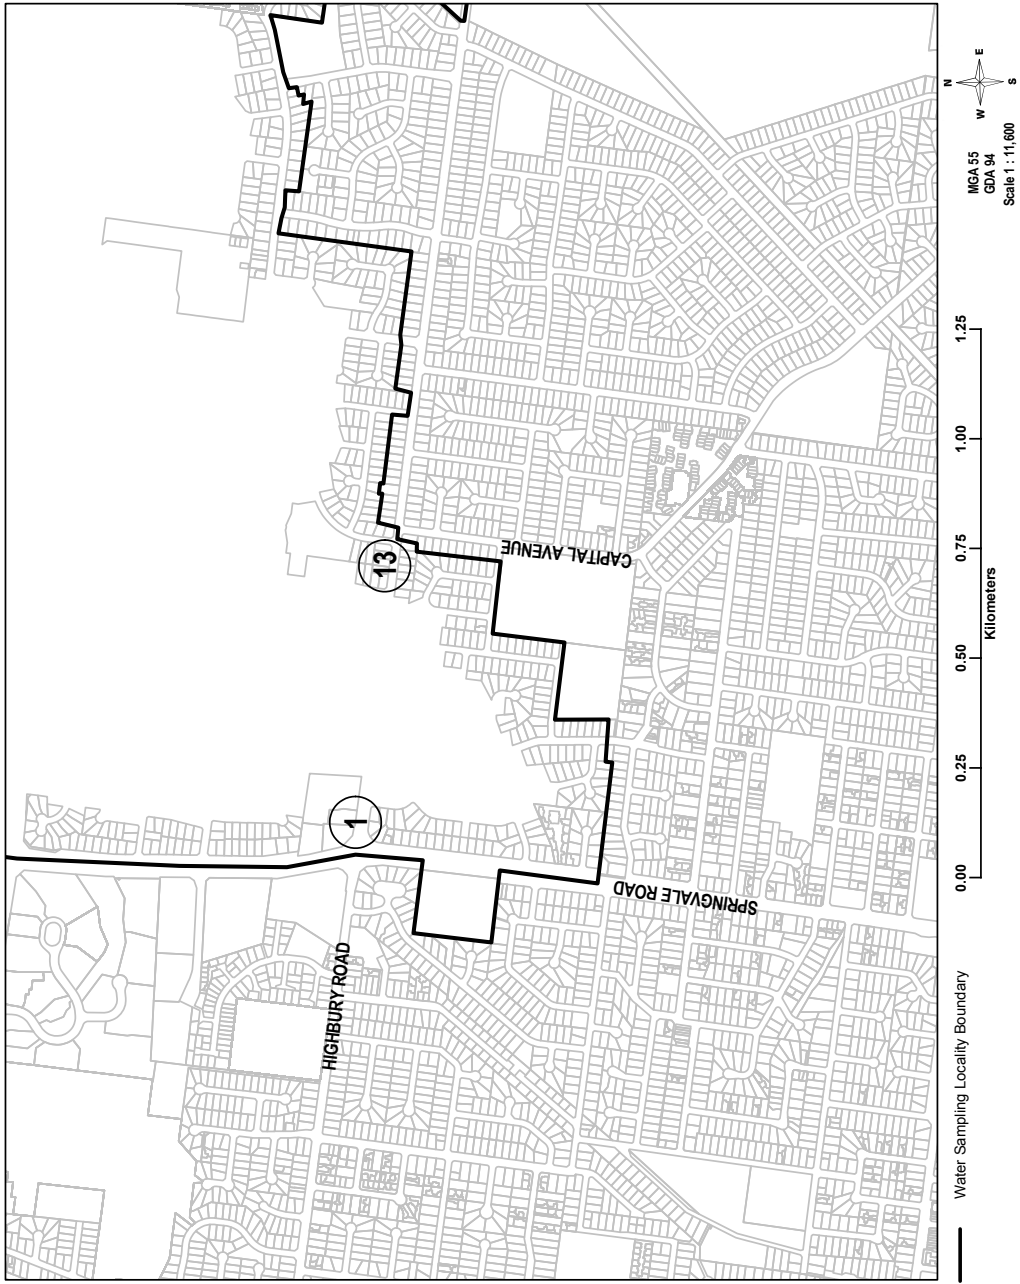 1
13
HIGHBURY ROAD
SPRINGVALE ROAD
CAPITAL AVENUE
Water Sampling Locality Boundary
0.00 0.25 0.50 0.75 1.00 1.25
Kilometers
MGA 55
GDA 94
Scale 1 : 11,600
N
W E
S